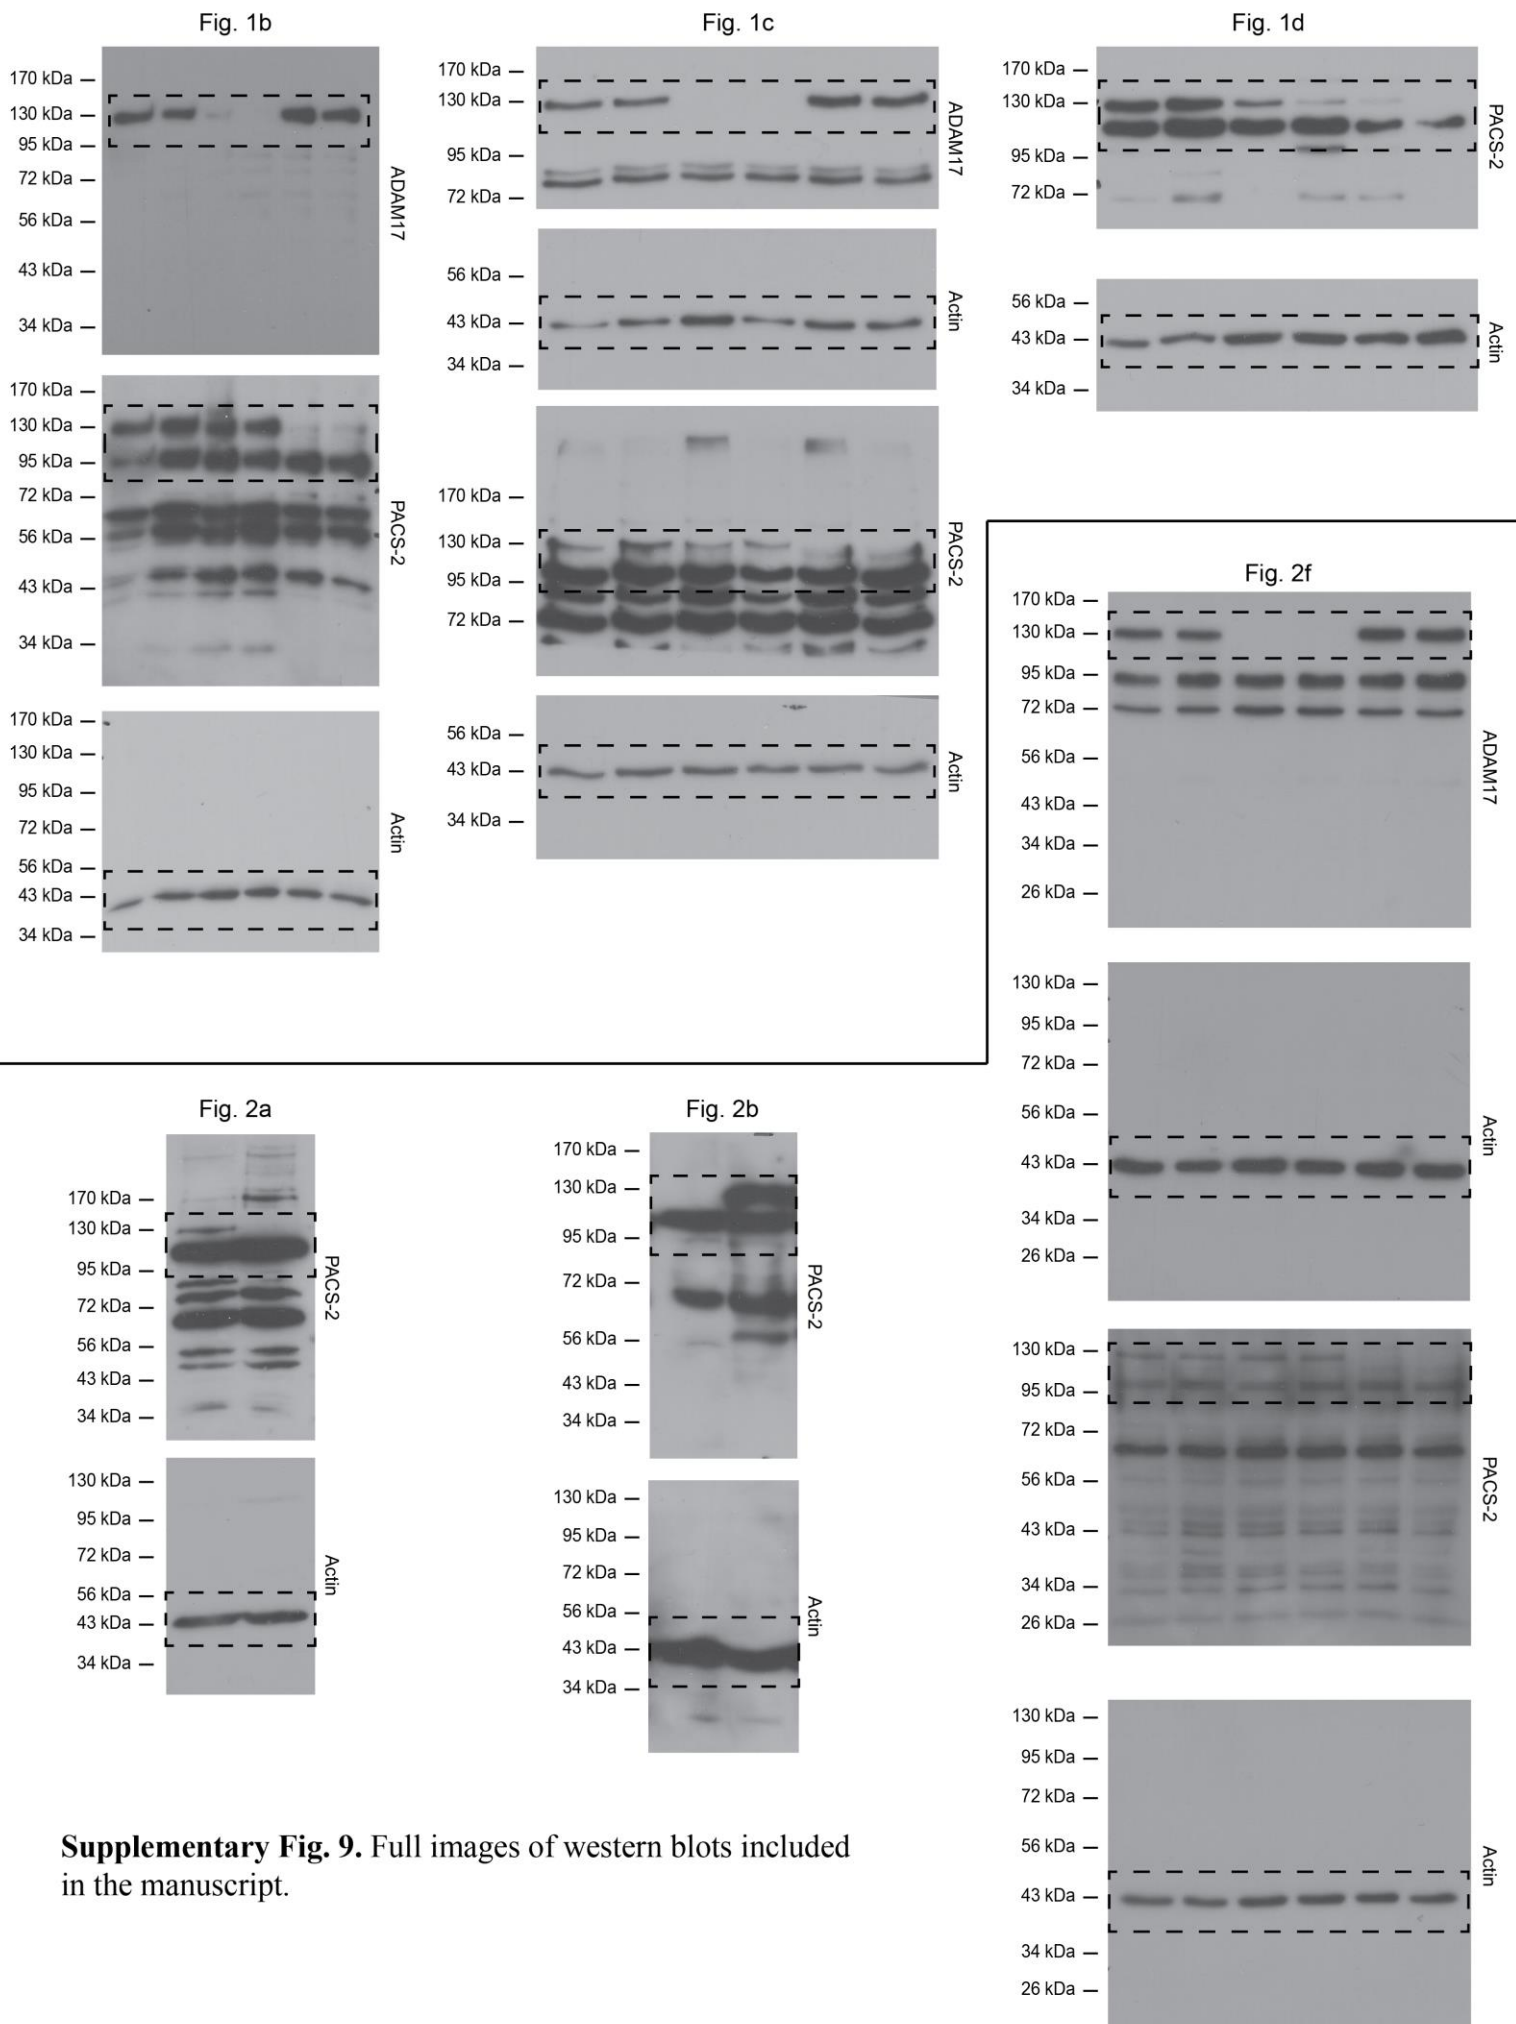 Fig. 1b
170 kDa
130 kDa
95 kDa
72 kDa
56 kDa
43 kDa
34 kDa
ADAM17
170 kDa
130 kDa
95 kDa
72 kDa
56 kDa
43 kDa
34 kDa
PACS-2
170 kDa
130 kDa
95 kDa
72 kDa
56 kDa
43 kDa
34 kDa
Actin
Fig. 1c
170 kDa
130 kDa
95 kDa
72 kDa
ADAM17
56 kDa
43 kDa
34 kDa
Actin
170 kDa
130 kDa
95 kDa
72 kDa
PACS-2
56 kDa
43 kDa
34 kDa
Actin
Fig. 1d
170 kDa
130 kDa
95 kDa
72 kDa
PACS-2
56 kDa
43 kDa
34 kDa
Actin
Fig. 2a
170 kDa
130 kDa
95 kDa
72 kDa
56 kDa
43 kDa
34 kDa
PACS-2
130 kDa
95 kDa
72 kDa
56 kDa
43 kDa
34 kDa
Actin
Fig. 2b
170 kDa
130 kDa
95 kDa
72 kDa
56 kDa
43 kDa
34 kDa
PACS-2
130 kDa
95 kDa
72 kDa
56 kDa
43 kDa
34 kDa
Actin
Fig. 2f
170 kDa
130 kDa
95 kDa
72 kDa
56 kDa
43 kDa
34 kDa
26 kDa
ADAM17
130 kDa
95 kDa
72 kDa
56 kDa
43 kDa
34 kDa
26 kDa
Actin
130 kDa
95 kDa
72 kDa
56 kDa
43 kDa
34 kDa
26 kDa
PACS-2
130 kDa
95 kDa
72 kDa
56 kDa
43 kDa
34 kDa
26 kDa
Actin
Supplementary Fig. 9. Full images of western blots included
in the manuscript.